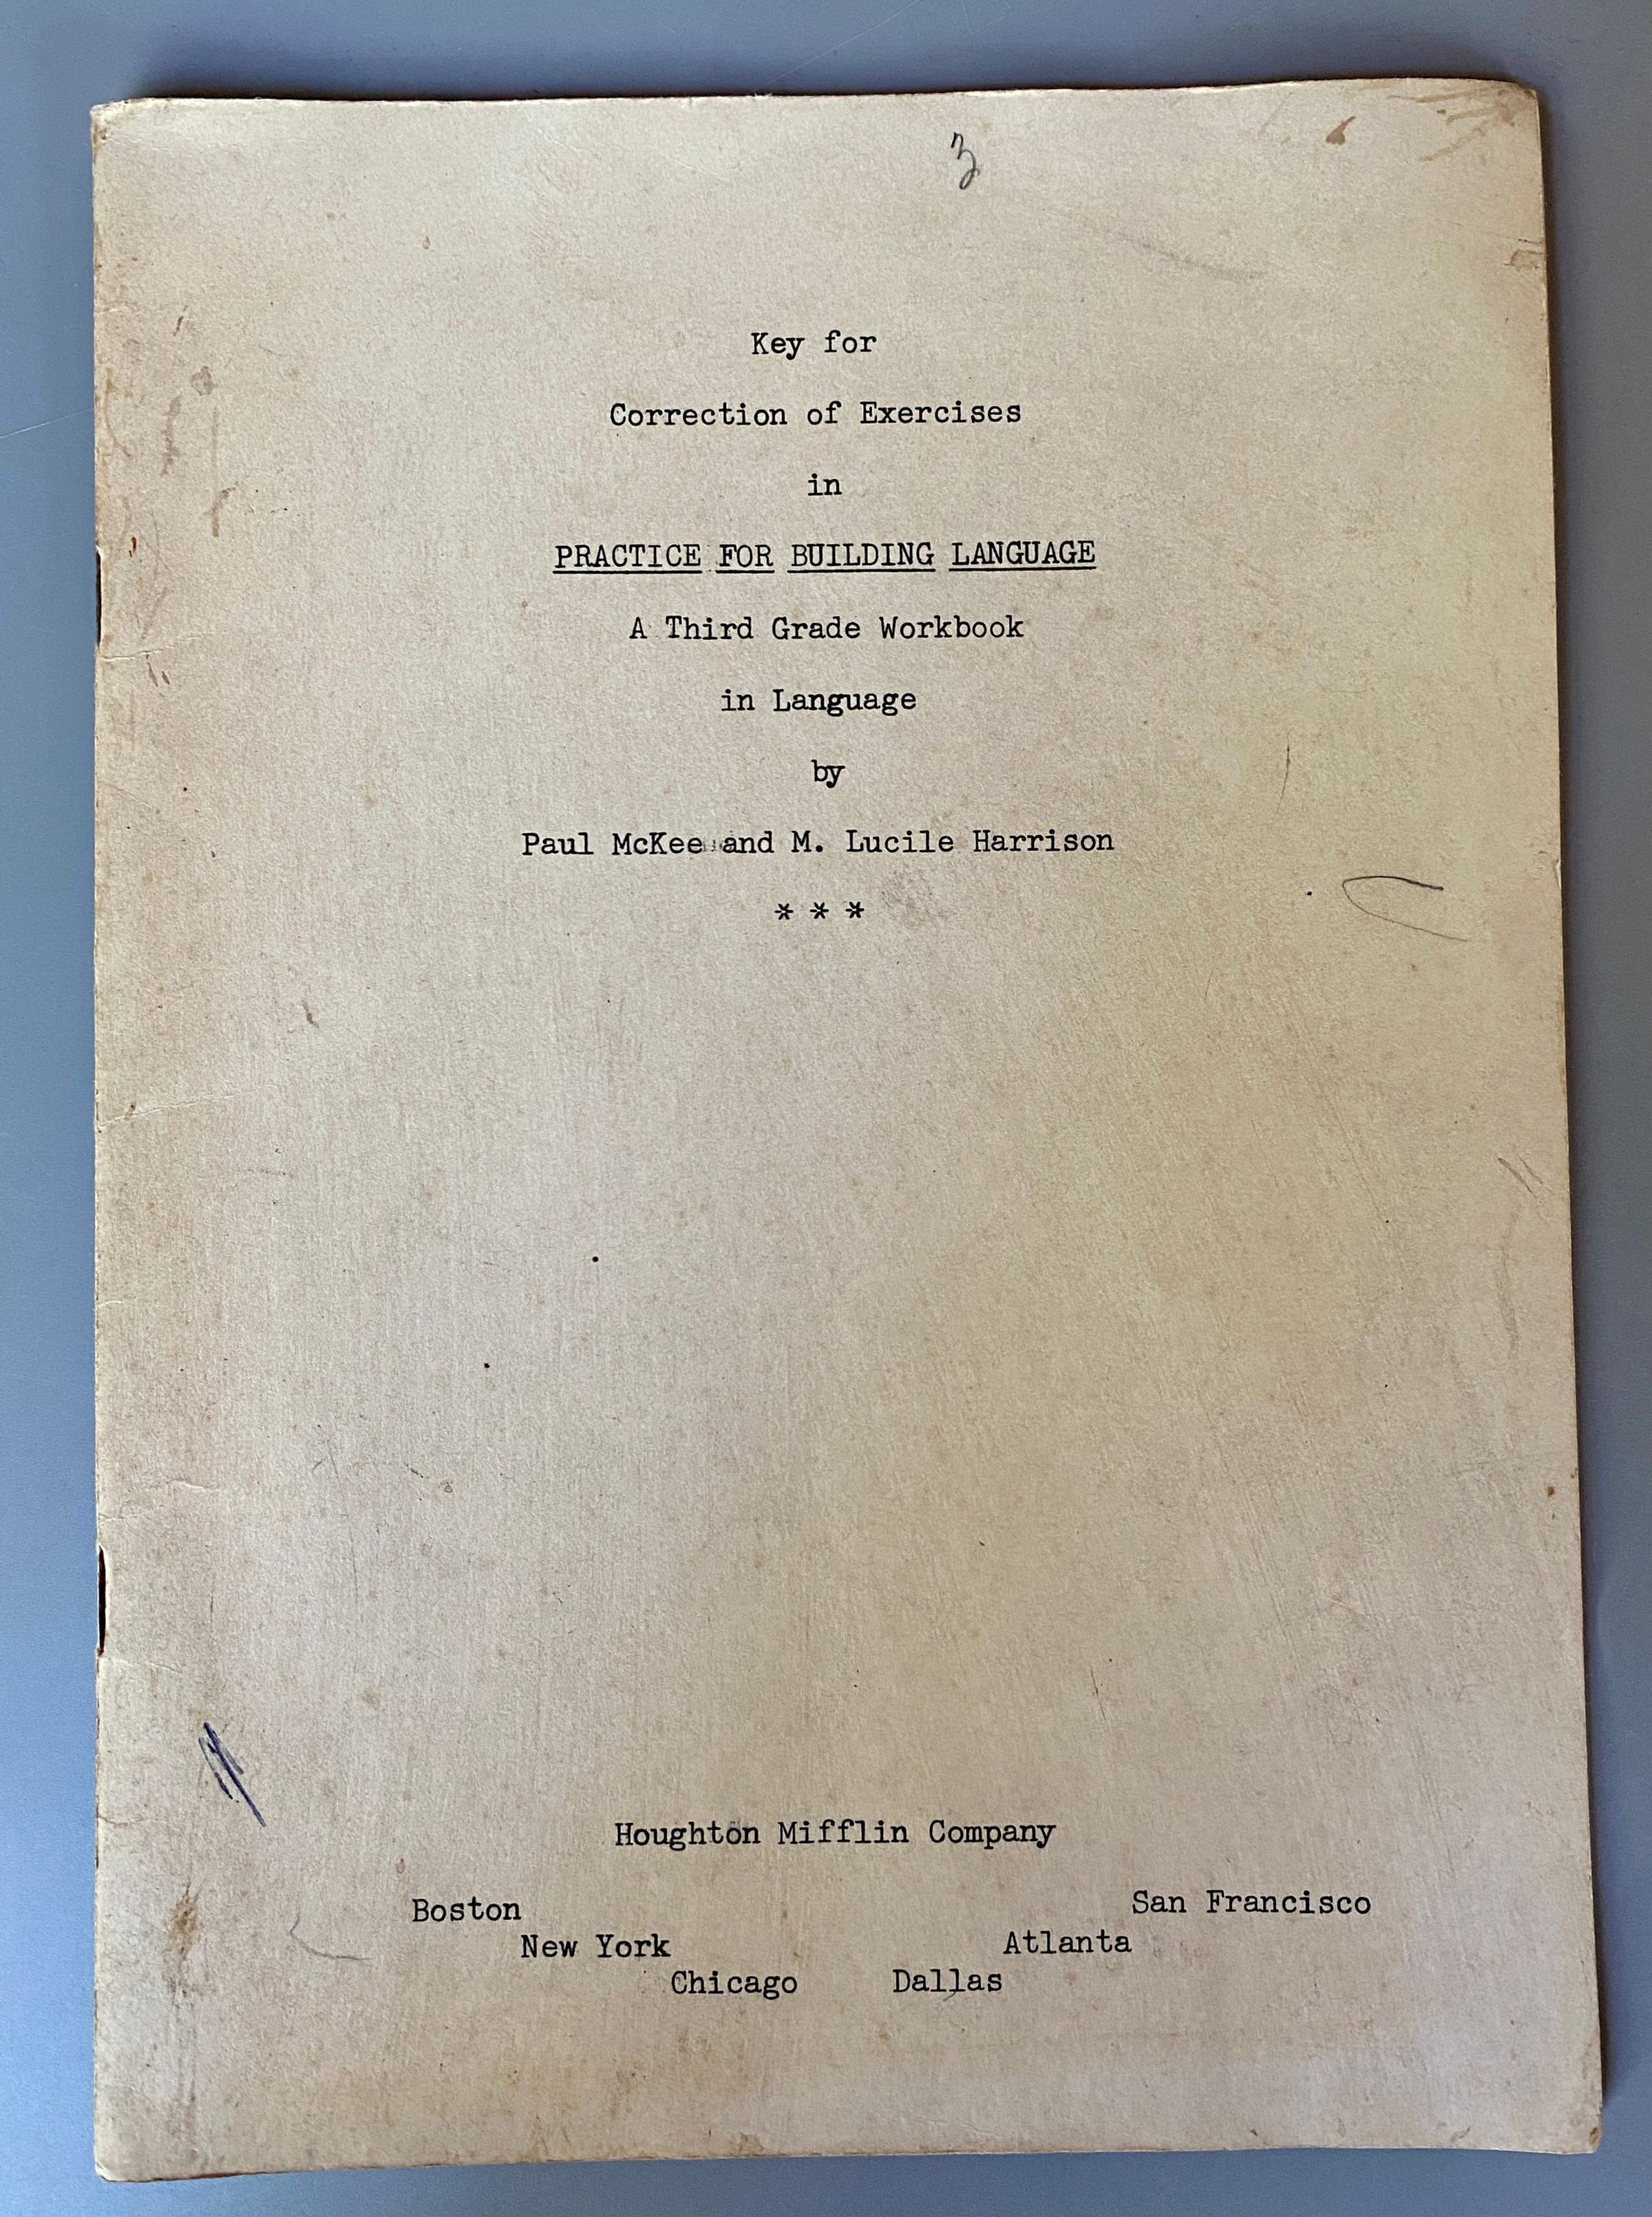 3
Key for
Correction of Exercises
in
PRACTICE FOR BUILDING LANGUAGE
A Third Grade Workbook
in Language
by
Paul McKee and M. Lucile Harrison
* * *
Houghton Mifflin Company
Boston San Francisco
New York Atlanta
Chicago Dallas